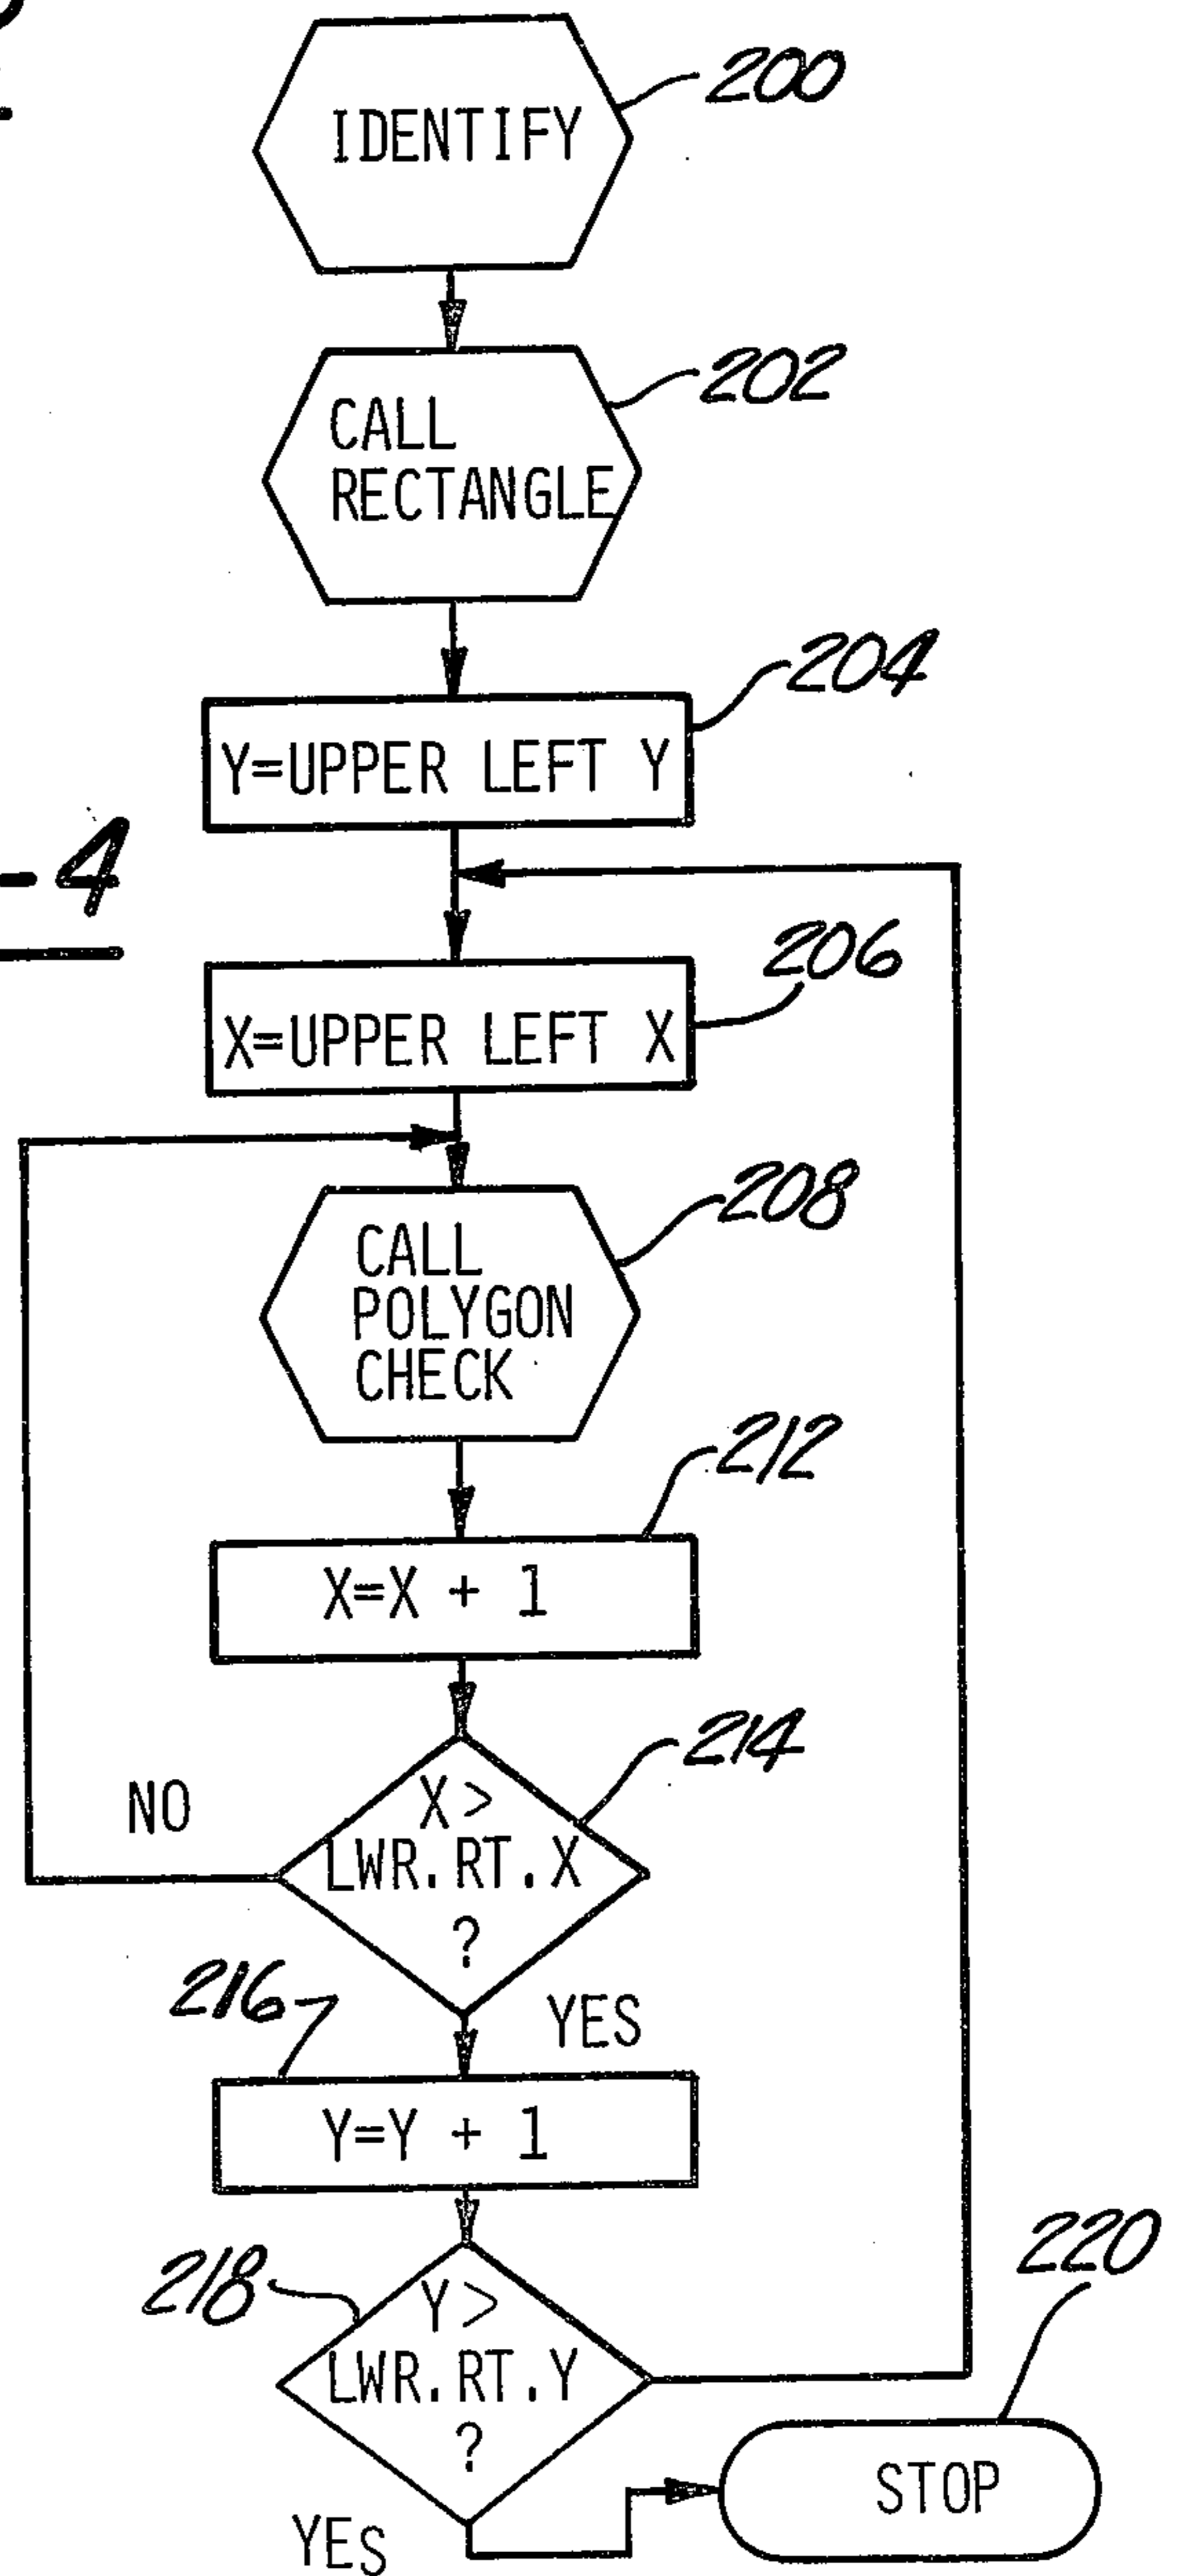 IDENTIFY
200
CALL
RECTANGLE
202
Y=UPPER LEFT Y
204
-4
X=UPPER LEFT X
206
CALL
POLYGON
CHECK
208
X=X + 1
212
X>
LWR.RT.X
?
214
NO
YES
216
Y=Y + 1
218
Y>
LWR.RT.Y
?
YES
220
STOP